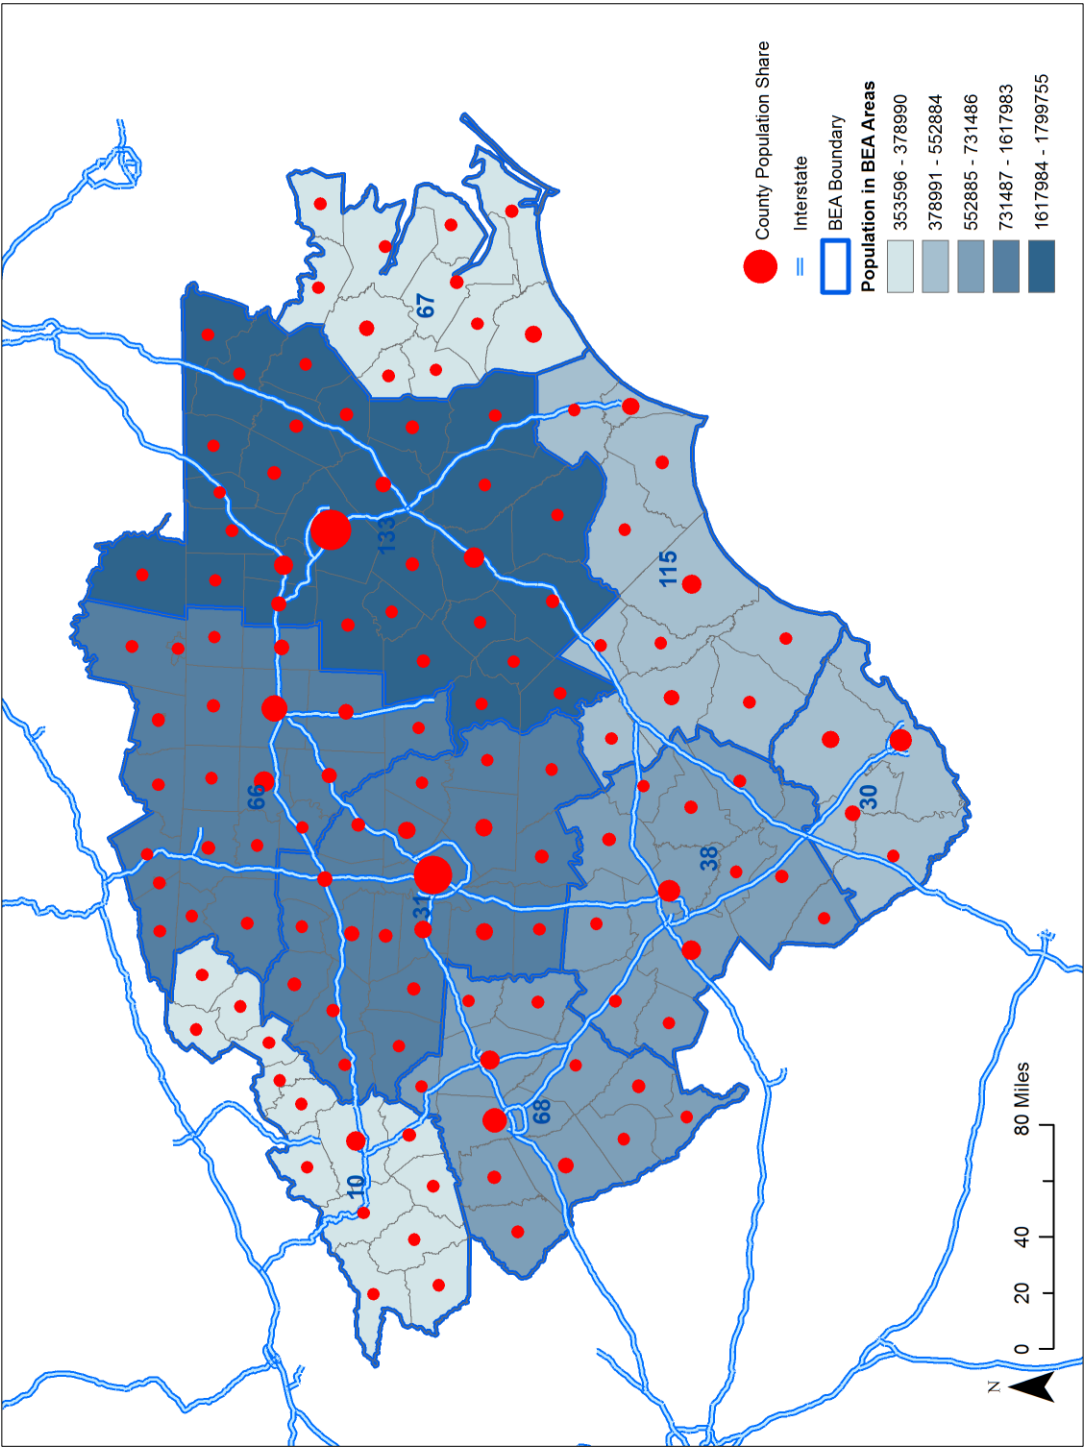 66
67
133
10
31
68
115
38
30
County Population Share
Interstate
BEA Boundary
Population in BEA Areas
353596 - 378990
378991 - 552884
552885 - 731486
731487 - 1617983
1617984 - 1799755
N
0 20 40 80 Miles